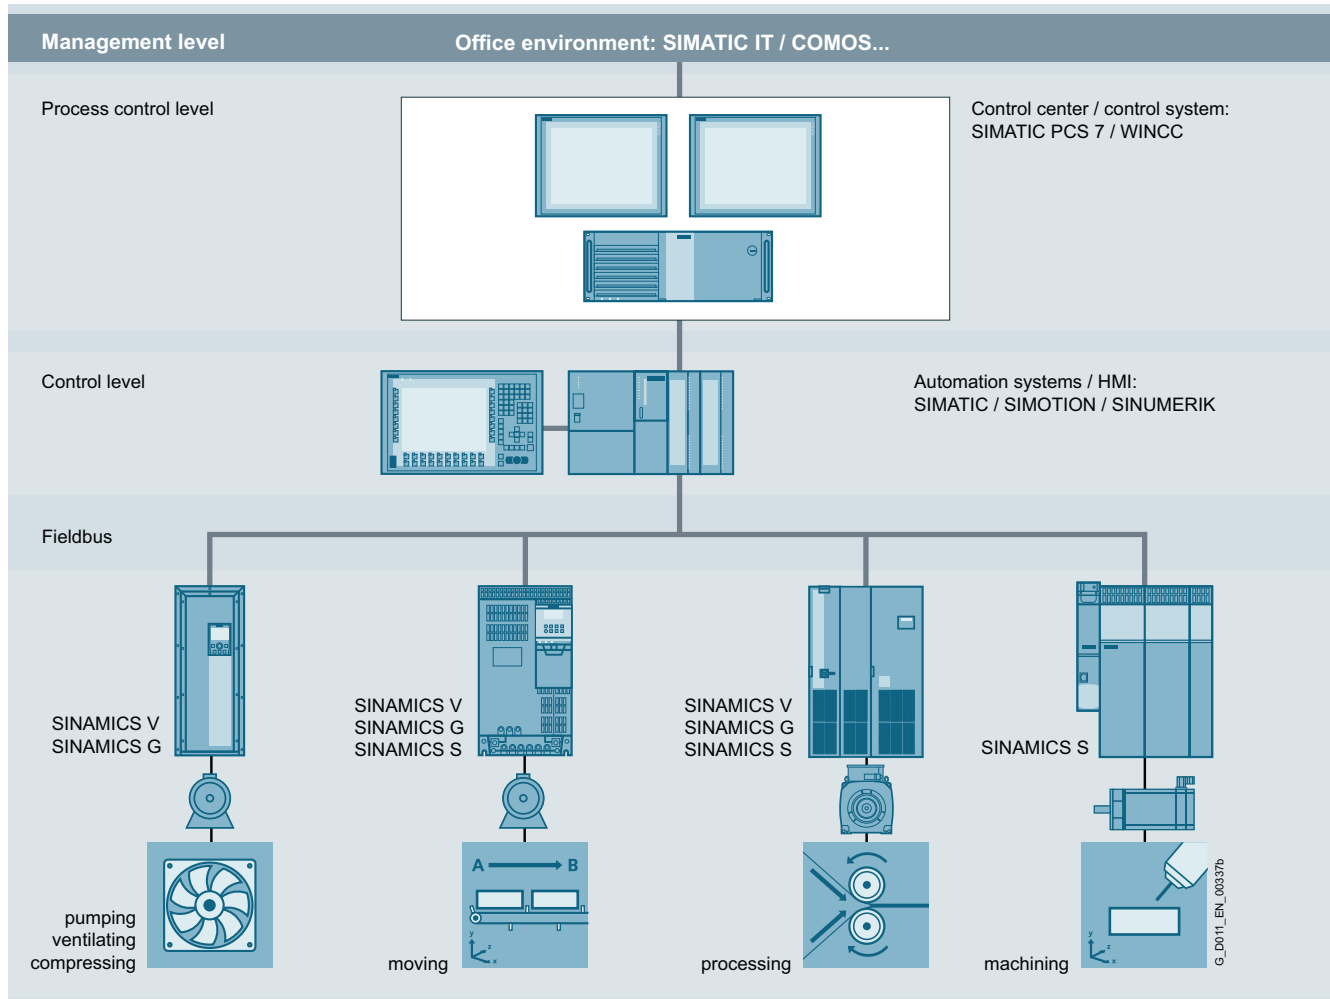 Management level
Office environment: SIMATIC IT / COMOS...
Process control level
Control center / control system:
SIMATIC PCS 7 / WINCC
Control level
Automation systems / HMI:
SIMATIC / SIMOTION / SINUMERIK
Fieldbus
SINAMICS V
SINAMICS G
SINAMICS V
SINAMICS G
SINAMICS S
SINAMICS V
SINAMICS G
SINAMICS S
SINAMICS S
pumping
ventilating
compressing
A B
y
z
x
moving
processing
y
z
x
machining
G_D011_EN_00337b